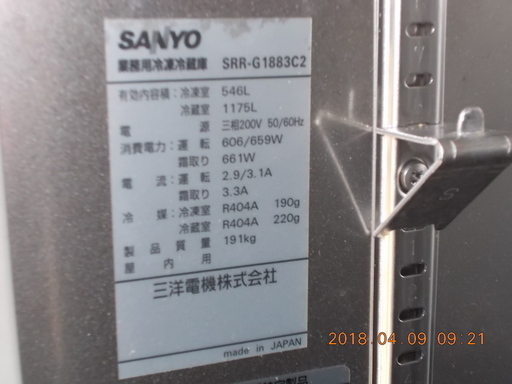 SANYO
業務用冷凍冷蔵庫 SRR-G1883C2
有効内容積：冷凍室 546L
冷蔵室 1175L
電 源 三相200V 50/60Hz
消費電力：運 転 606/659W
霜取り 661W
電 流：運 転 2.9/3.1A
霜取り 3.3A
冷 媒：冷凍室 R404A 190g
冷蔵室 R404A 220g
製品質量 191kg
屋内用
三洋電機株式会社
made in JAPAN
S
2018.04.09 09:21